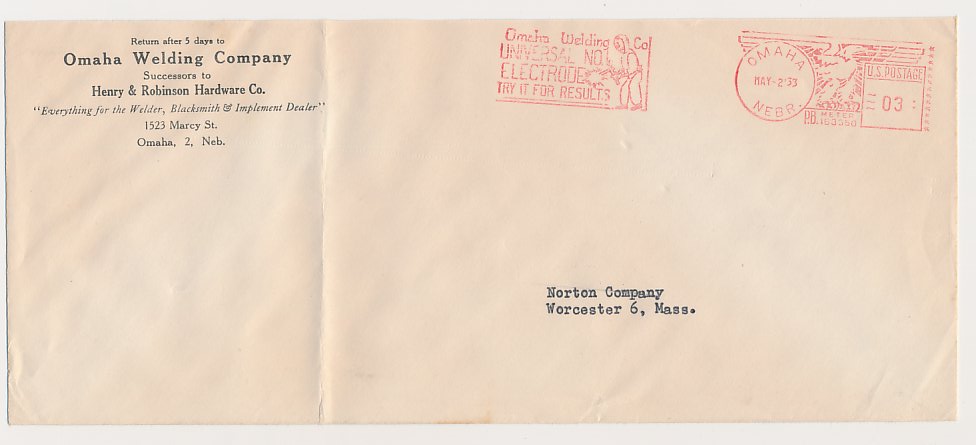 Return after 5 days to
Omaha Welding Company
Successors to
Henry & Robinson Hardware Co.
"Everything for the Welder, Blacksmith & Implement Dealer"
1523 Marcy St.
Omaha, 2, Neb.
Omaha Welding Co
UNIVERSAL NO.1
ELECTRODE
TRY IT FOR RESULTS
OMAHA
MAY-2'53
NEBR.
U.S. POSTAGE
03
P.B. METER
163550
Norton Company
Worcester 6, Mass.